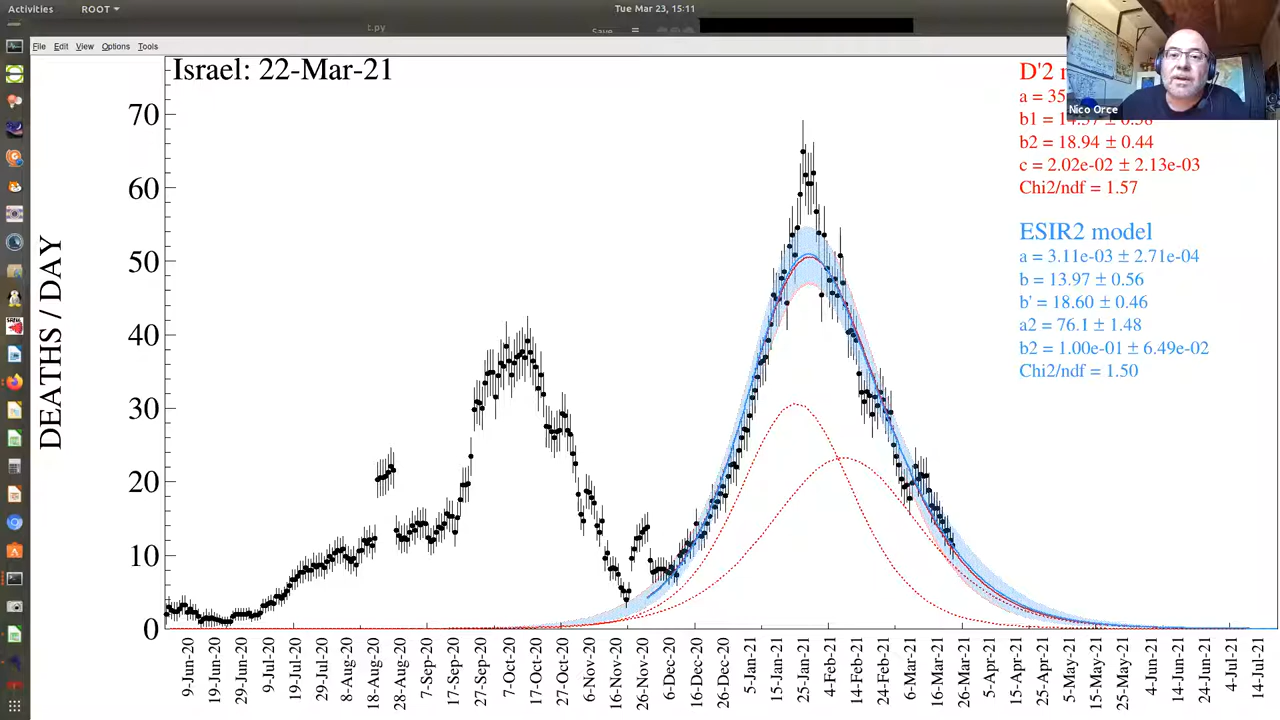 Activities
ROOT
Tue Mar 23, 15:11
t.py
File Edit View Options Tools
Israel: 22-Mar-21
Nico Orce
a = 35
b2 = 18.94 ± 0.44
c = 2.02e-02 ± 2.13e-03
Chi2/ndf = 1.57
ESIR2 model
a = 3.11e-03 ± 2.71e-04
b = 13.97 ± 0.56
b' = 18.60 ± 0.46
a2 = 76.1 ± 1.48
b2 = 1.00e-01 ± 6.49e-02
Chi2/ndf = 1.50
DEATHS / DAY
70
60
50
40
30
20
10
0
9-Jun-20
19-Jun-20
29-Jun-20
9-Jul-20
19-Jul-20
29-Jul-20
8-Aug-20
18-Aug-20
28-Aug-20
7-Sep-20
17-Sep-20
27-Sep-20
7-Oct-20
17-Oct-20
27-Oct-20
6-Nov-20
16-Nov-20
26-Nov-20
6-Dec-20
16-Dec-20
26-Dec-20
5-Jan-21
15-Jan-21
25-Jan-21
4-Feb-21
14-Feb-21
24-Feb-21
6-Mar-21
16-Mar-21
26-Mar-21
5-Apr-21
15-Apr-21
25-Apr-21
5-May-21
15-May-21
25-May-21
4-Jun-21
14-Jun-21
24-Jun-21
4-Jul-21
14-Jul-21